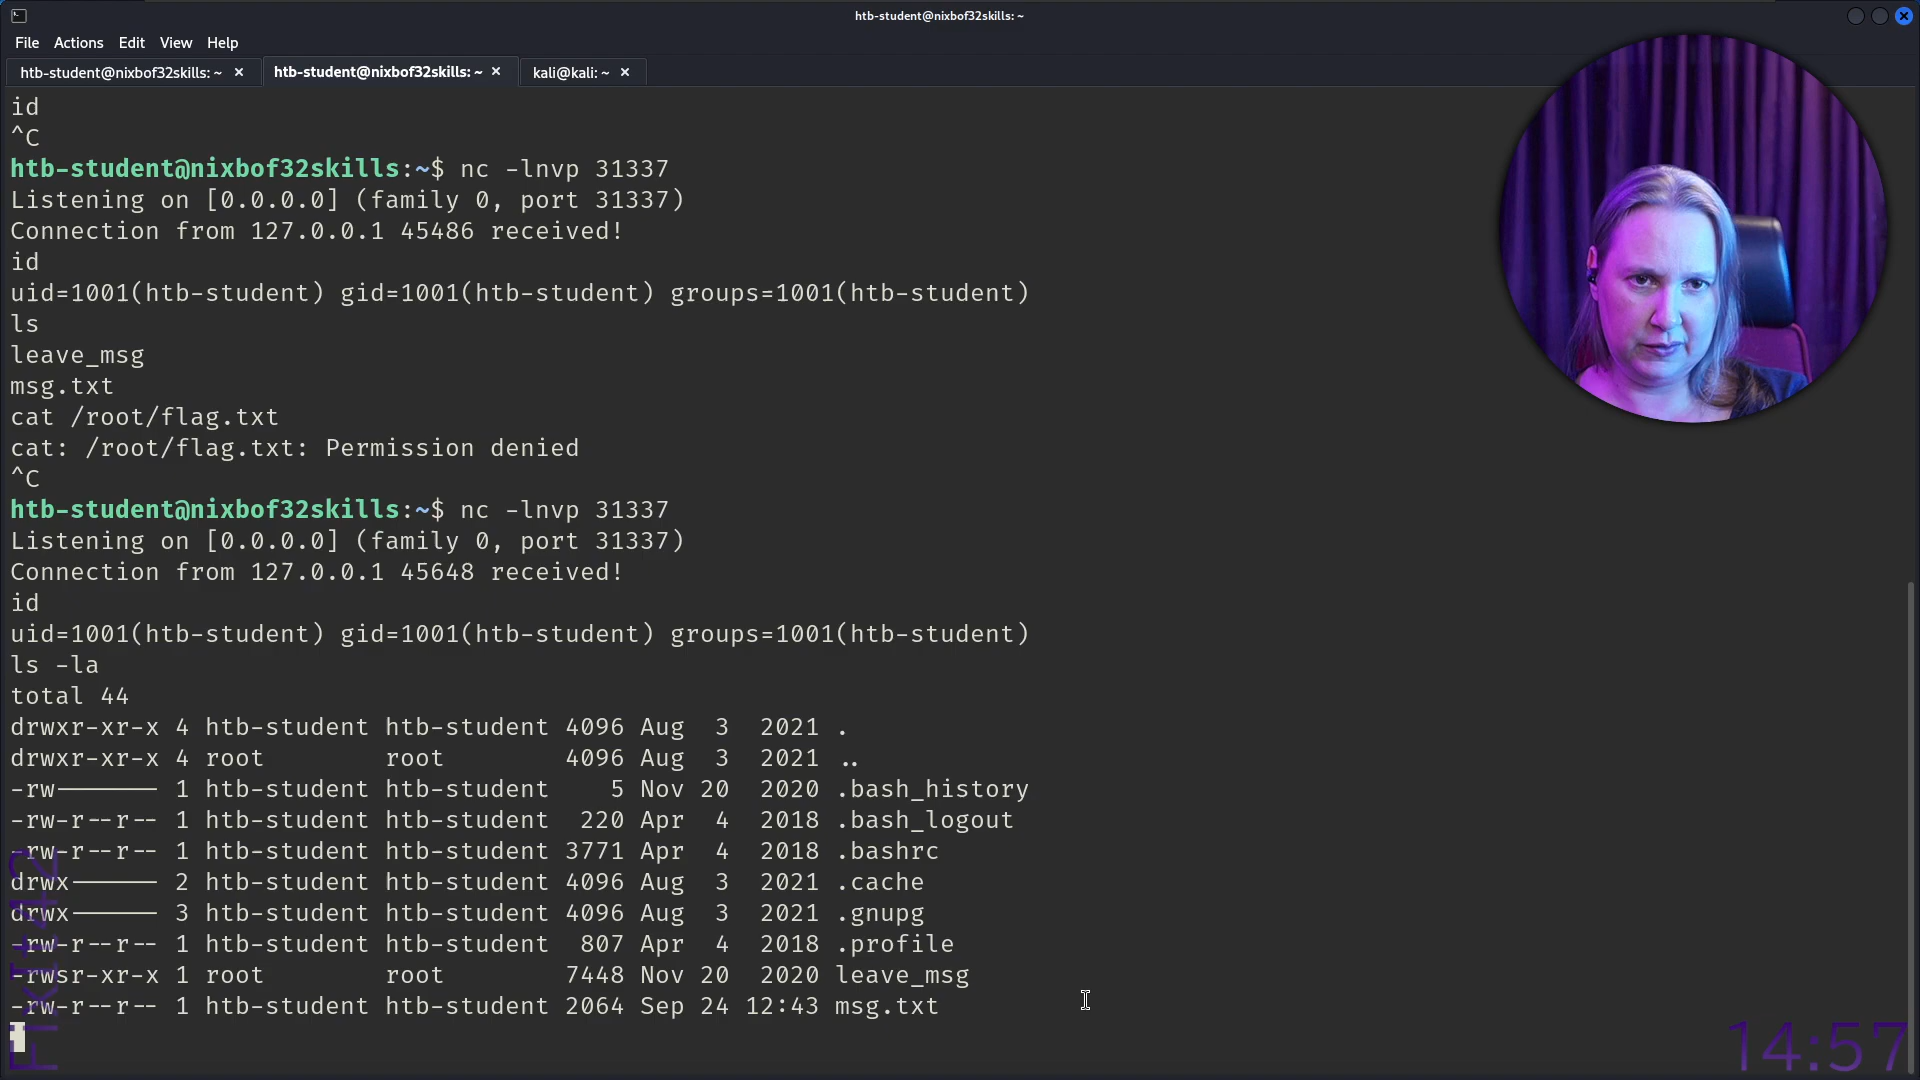 htb-student@nixbof32skills: ~
File Actions Edit View Help
htb-student@nixbof32skills: ~ × htb-student@nixbof32skills: ~ × kali@kali: ~ ×
id
^C
htb-student@nixbof32skills:~$ nc -lnvp 31337
Listening on [0.0.0.0] (family 0, port 31337)
Connection from 127.0.0.1 45486 received!
id
uid=1001(htb-student) gid=1001(htb-student) groups=1001(htb-student)
ls
leave_msg
msg.txt
cat /root/flag.txt
cat: /root/flag.txt: Permission denied
^C
htb-student@nixbof32skills:~$ nc -lnvp 31337
Listening on [0.0.0.0] (family 0, port 31337)
Connection from 127.0.0.1 45648 received!
id
uid=1001(htb-student) gid=1001(htb-student) groups=1001(htb-student)
ls -la
total 44
drwxr-xr-x 4 htb-student htb-student 4096 Aug  3  2021 .
drwxr-xr-x 4 root        root        4096 Aug  3  2021 ..
-rw------- 1 htb-student htb-student    5 Nov 20  2020 .bash_history
-rw-r--r-- 1 htb-student htb-student  220 Apr  4  2018 .bash_logout
-rw-r--r-- 1 htb-student htb-student 3771 Apr  4  2018 .bashrc
drwx------ 2 htb-student htb-student 4096 Aug  3  2021 .cache
drwx------ 3 htb-student htb-student 4096 Aug  3  2021 .gnupg
-rw-r--r-- 1 htb-student htb-student  807 Apr  4  2018 .profile
-rwsr-xr-x 1 root        root        7448 Nov 20  2020 leave_msg
-rw-r--r-- 1 htb-student htb-student 2064 Sep 24 12:43 msg.txt
14:57